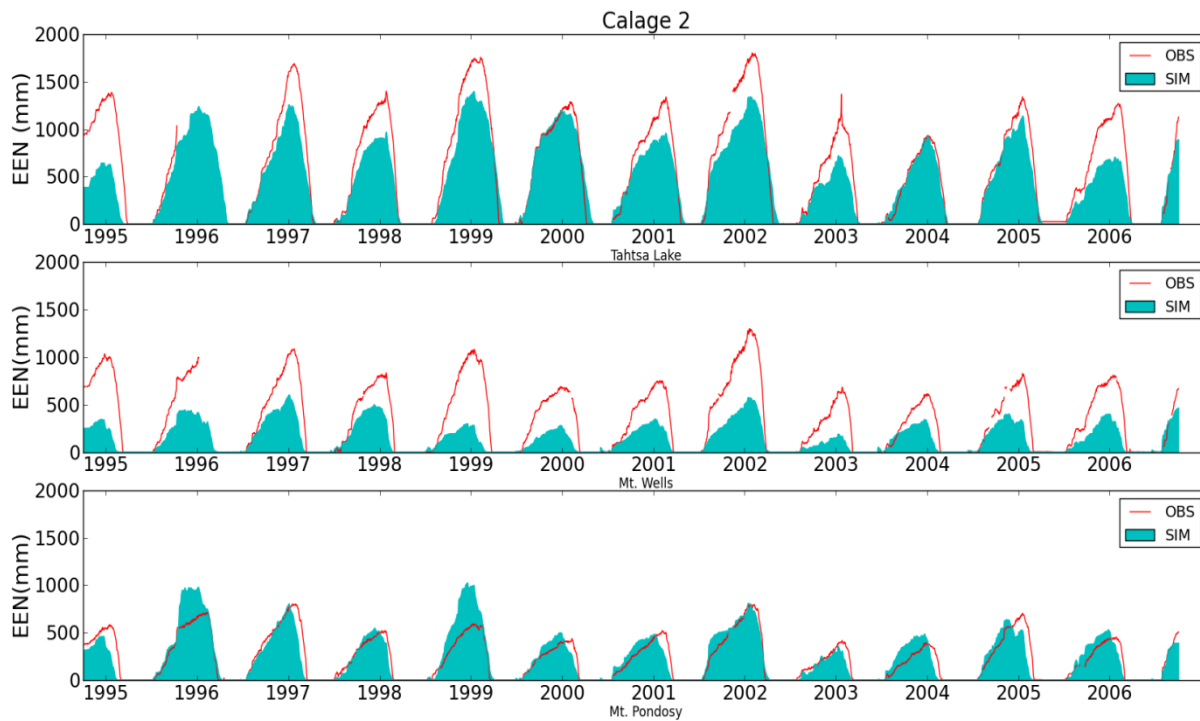 Calage 2
EEN (mm)
2000
1500
1000
500
0
OBS
SIM
1995 1996 1997 1998 1999 2000 2001 2002 2003 2004 2005 2006
Tahtsa Lake
EEN(mm)
2000
1500
1000
500
0
OBS
SIM
1995 1996 1997 1998 1999 2000 2001 2002 2003 2004 2005 2006
Mt. Wells
EEN(mm)
2000
1500
1000
500
0
OBS
SIM
1995 1996 1997 1998 1999 2000 2001 2002 2003 2004 2005 2006
Mt. Pondosy